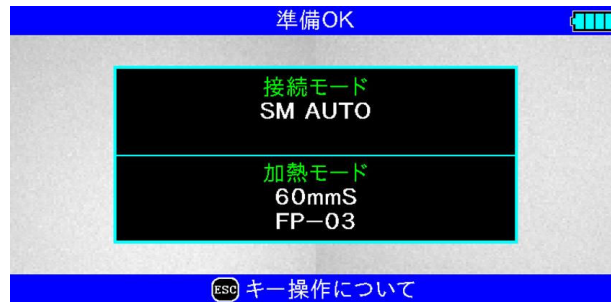 準備OK
接続モード
SM AUTO
加熱モード
60mmS
FP-03
ESC キー操作について